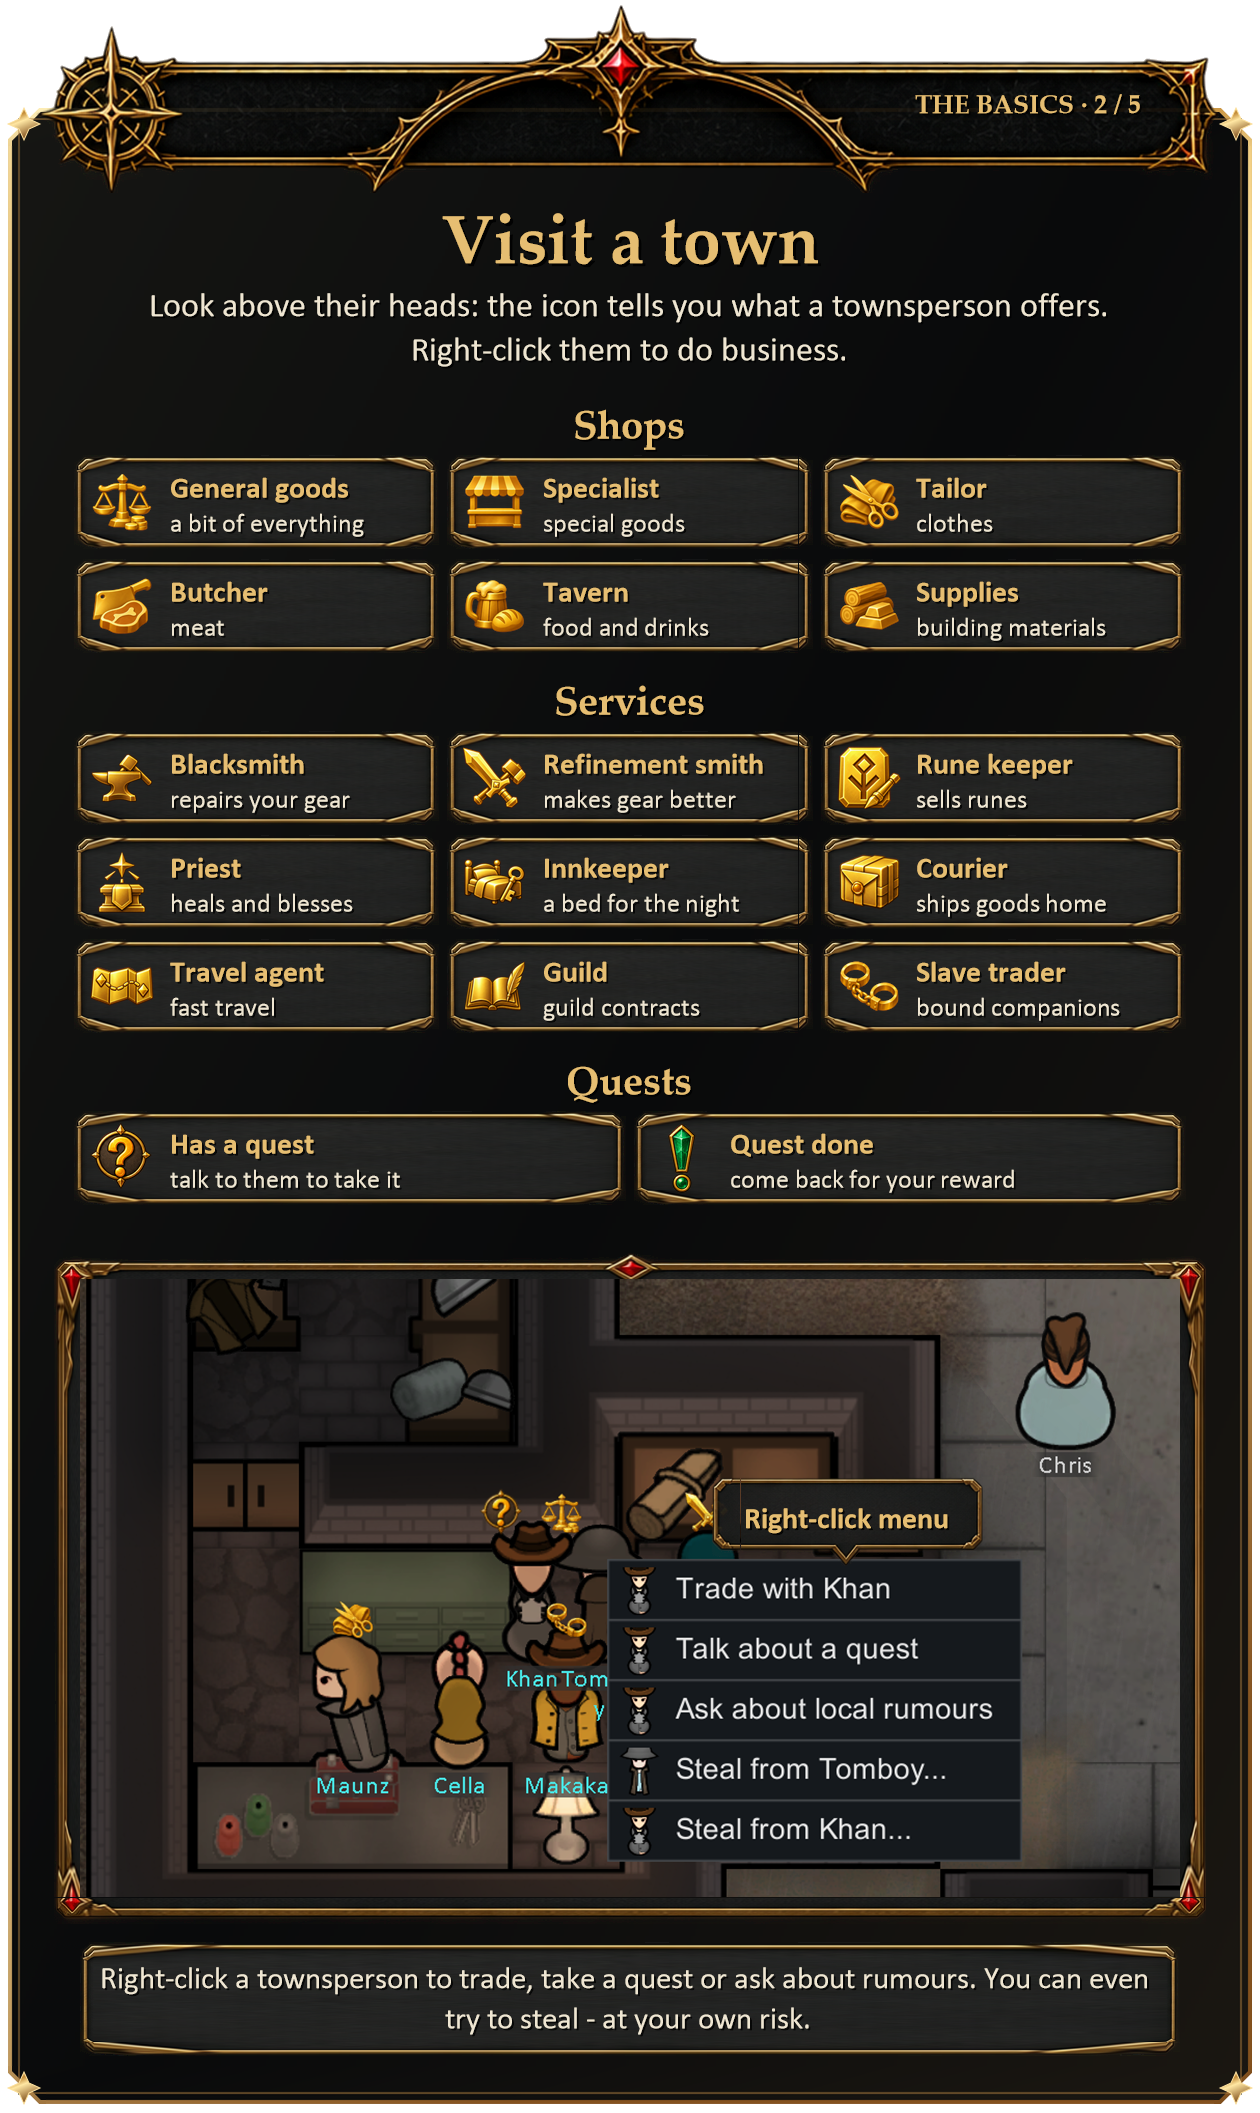 THE BASICS · 2 / 5
Visit a town
Look above their heads: the icon tells you what a townsperson offers.
Right-click them to do business.
Shops
General goods
a bit of everything
Specialist
special goods
Tailor
clothes
Butcher
meat
Tavern
food and drinks
Supplies
building materials
Services
Blacksmith
repairs your gear
Refinement smith
makes gear better
Rune keeper
sells runes
Priest
heals and blesses
Innkeeper
a bed for the night
Courier
ships goods home
Travel agent
fast travel
Guild
guild contracts
Slave trader
bound companions
Quests
Has a quest
talk to them to take it
Quest done
come back for your reward
Chris
Right-click menu
Trade with Khan
Talk about a quest
Ask about local rumours
Steal from Tomboy...
Steal from Khan...
Khan Tom
y
Maunz
Cella
Makaka
Right-click a townsperson to trade, take a quest or ask about rumours. You can even
try to steal - at your own risk.